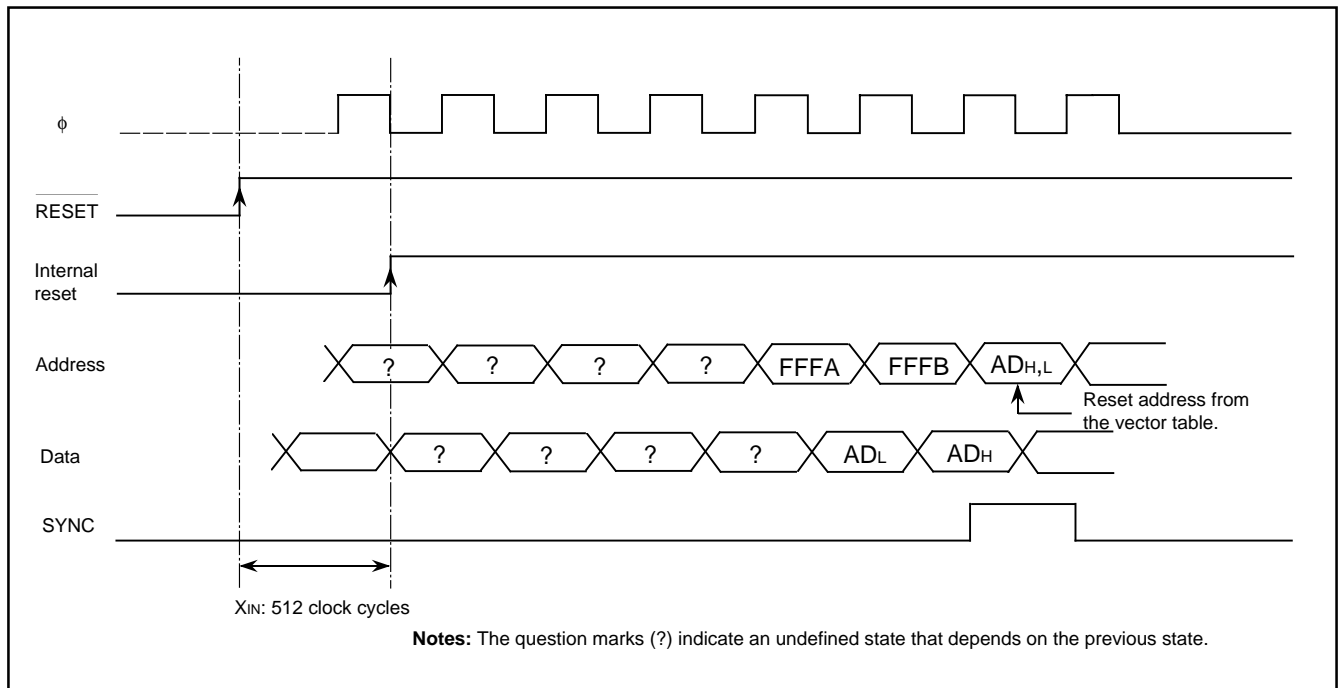 ϕ
RESET
Internal
reset
Address
? ? ? ? FFFA FFFB ADH,L
Reset address from
the vector table.
Data
? ? ? ? ADL ADH
SYNC
XIN: 512 clock cycles
Notes: The question marks (?) indicate an undefined state that depends on the previous state.